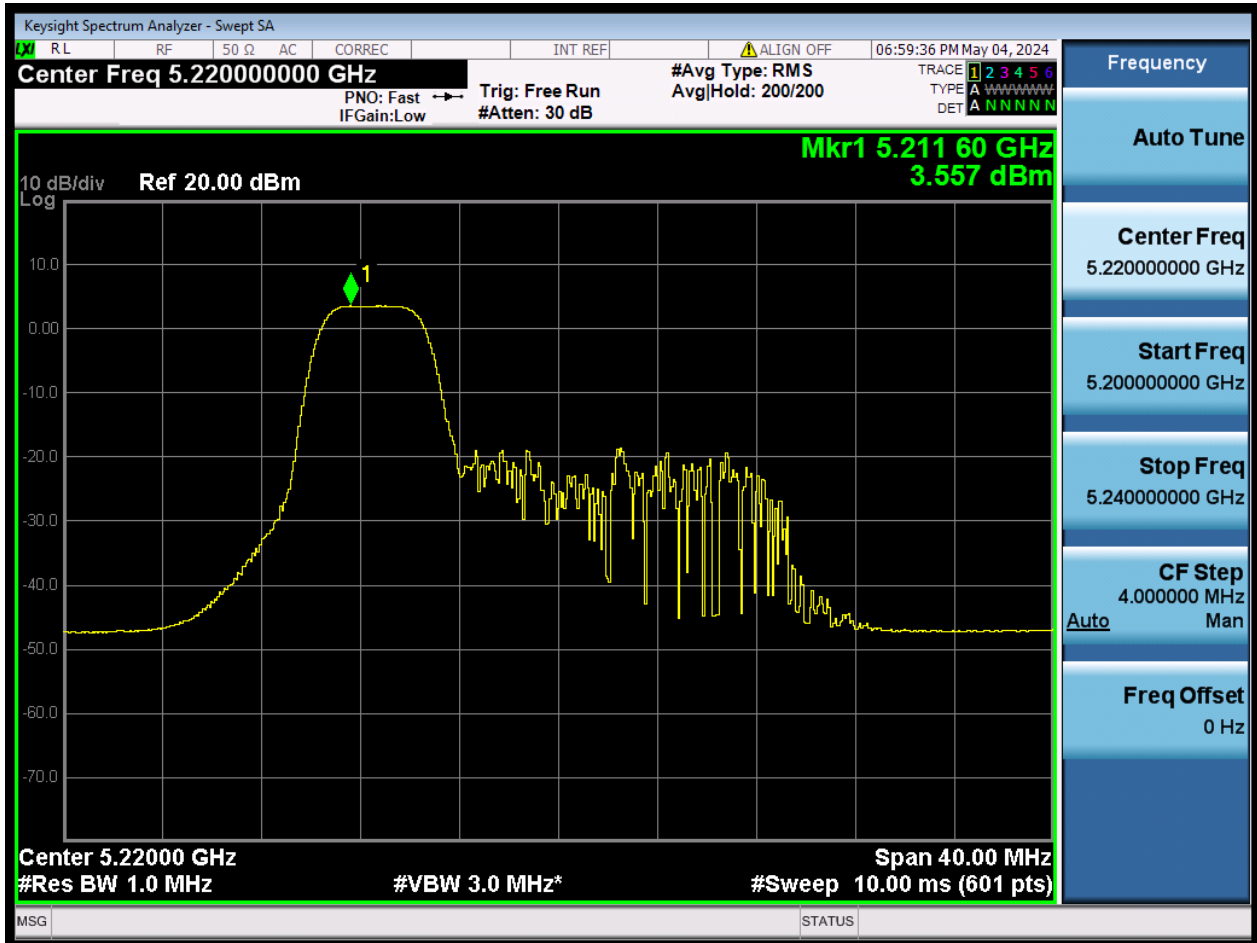 Keysight Spectrum Analyzer - Swept SA
LXI RL RF 50 Ω AC CORREC INT REF ALIGN OFF 06:59:36 PM May 04, 2024
Center Freq 5.220000000 GHz
PNO: Fast
IFGain:Low
Trig: Free Run
#Atten: 30 dB
#Avg Type: RMS
Avg|Hold: 200/200
TRACE 1 2 3 4 5 6
TYPE A WWWWW
DET A N N N N N
Mkr1 5.211 60 GHz
3.557 dBm
10 dB/div Ref 20.00 dBm
Log
1
10.0
0.00
-10.0
-20.0
-30.0
-40.0
-50.0
-60.0
-70.0
Center 5.22000 GHz Span 40.00 MHz
#Res BW 1.0 MHz #VBW 3.0 MHz* #Sweep 10.00 ms (601 pts)
MSG STATUS
Frequency
Auto Tune
Center Freq
5.220000000 GHz
Start Freq
5.200000000 GHz
Stop Freq
5.240000000 GHz
CF Step
4.000000 MHz
Auto Man
Freq Offset
0 Hz